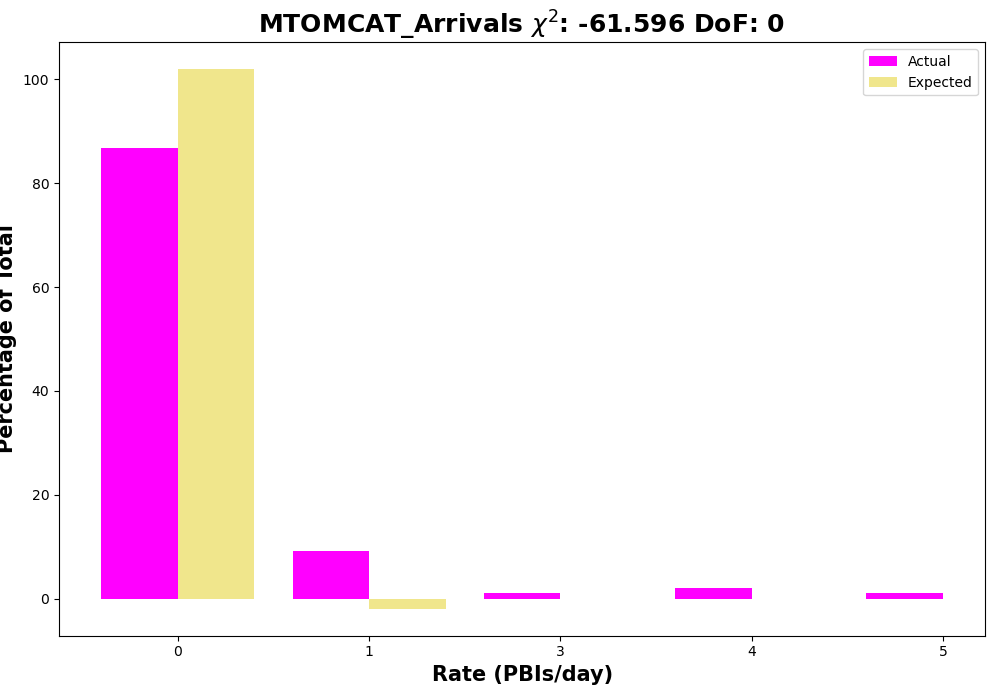 MTOMCAT_Arrivals χ²: -61.596 DoF: 0
Actual
Expected
Percentage of Total
100
80
60
40
20
0
0 1 3 4 5
Rate (PBIs/day)